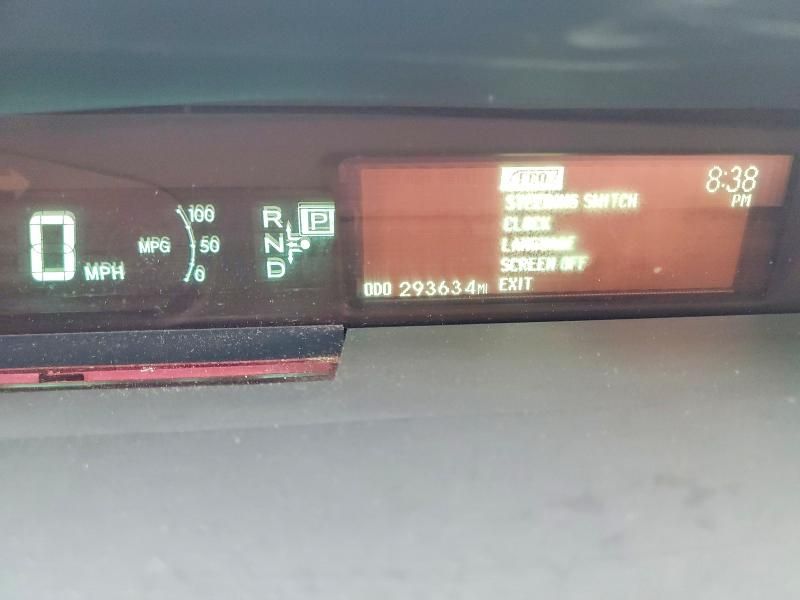 0 MPH
MPG
100
50
0
R
N
D
P
ECO
STEERING SWITCH
CLOCK
LANGUAGE
SCREEN OFF
EXIT
8:38
PM
ODO 293634 MI